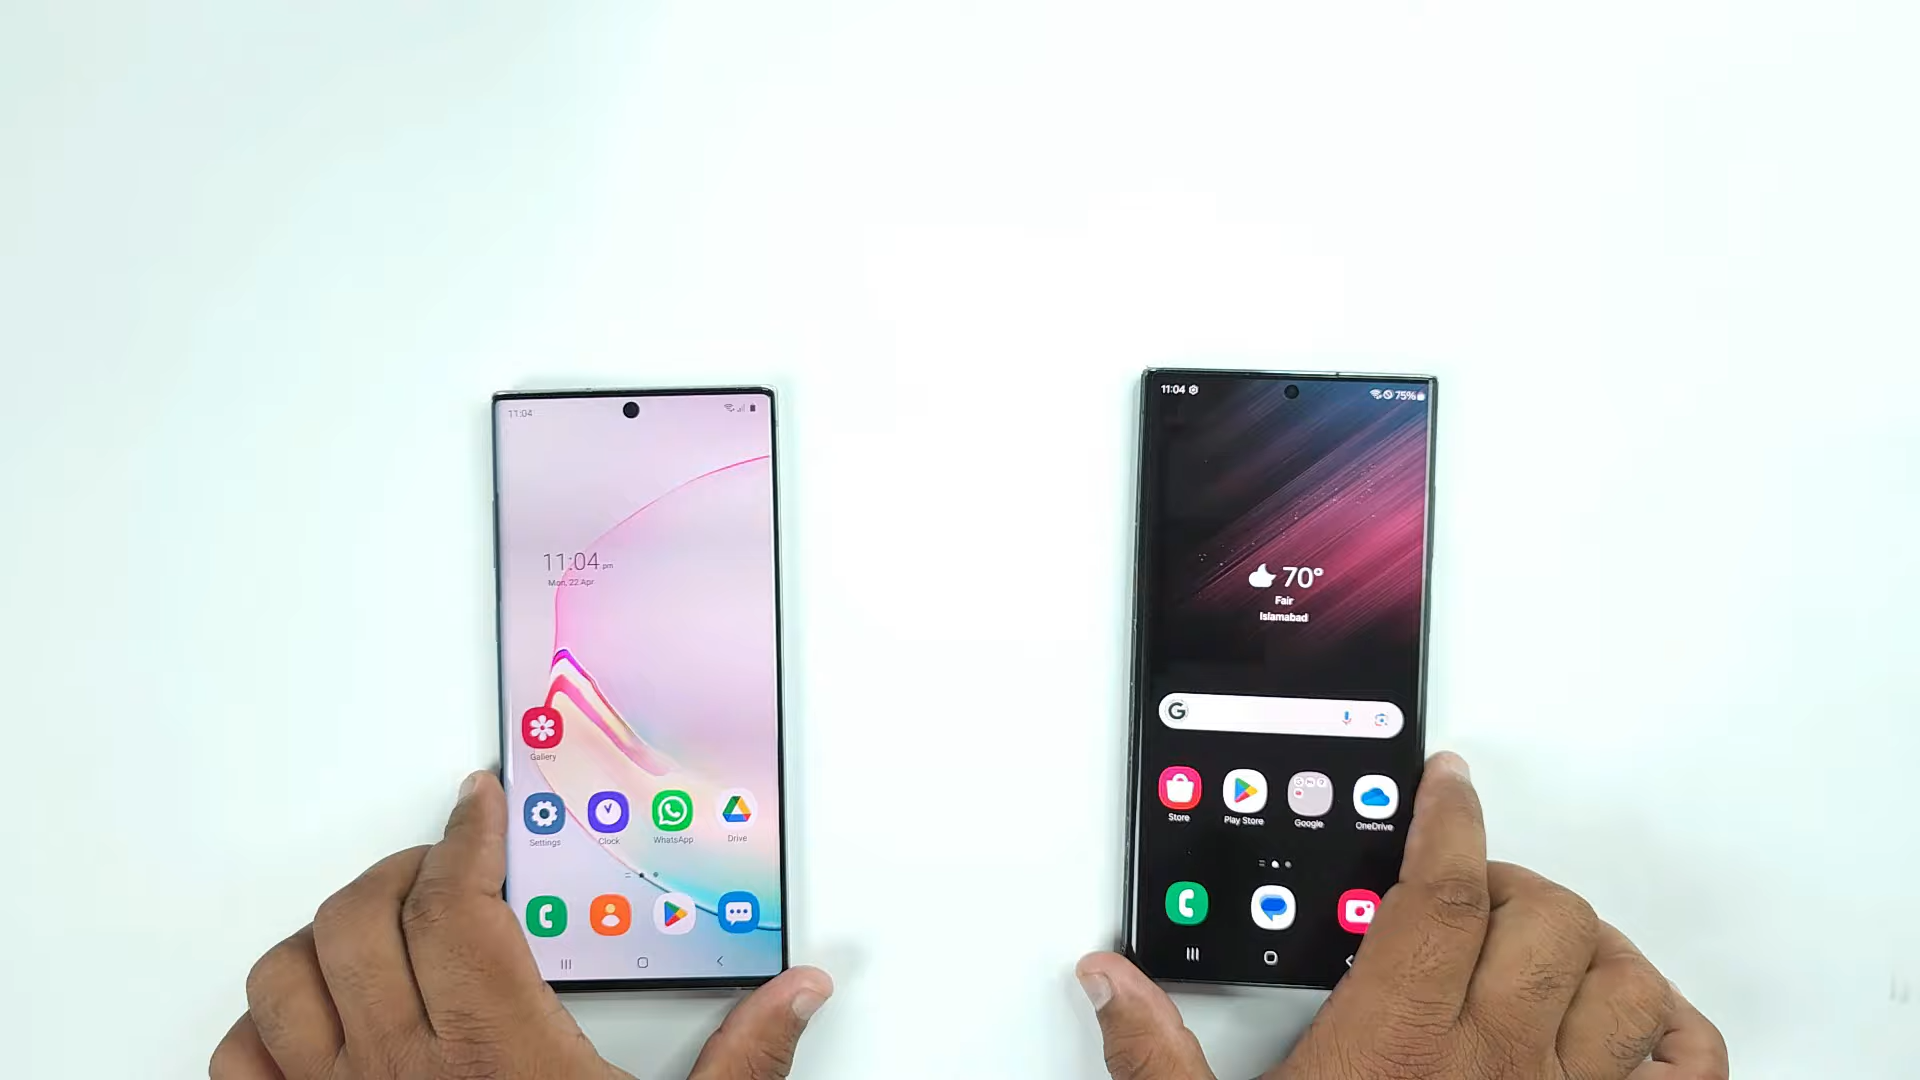 11:04
11:04 pm
Mon, 22 Apr
Gallery
Settings
Clock
WhatsApp
Drive
11:04
75%
70°
Fair
Islamabad
G
Store
Play Store
Google
OneDrive